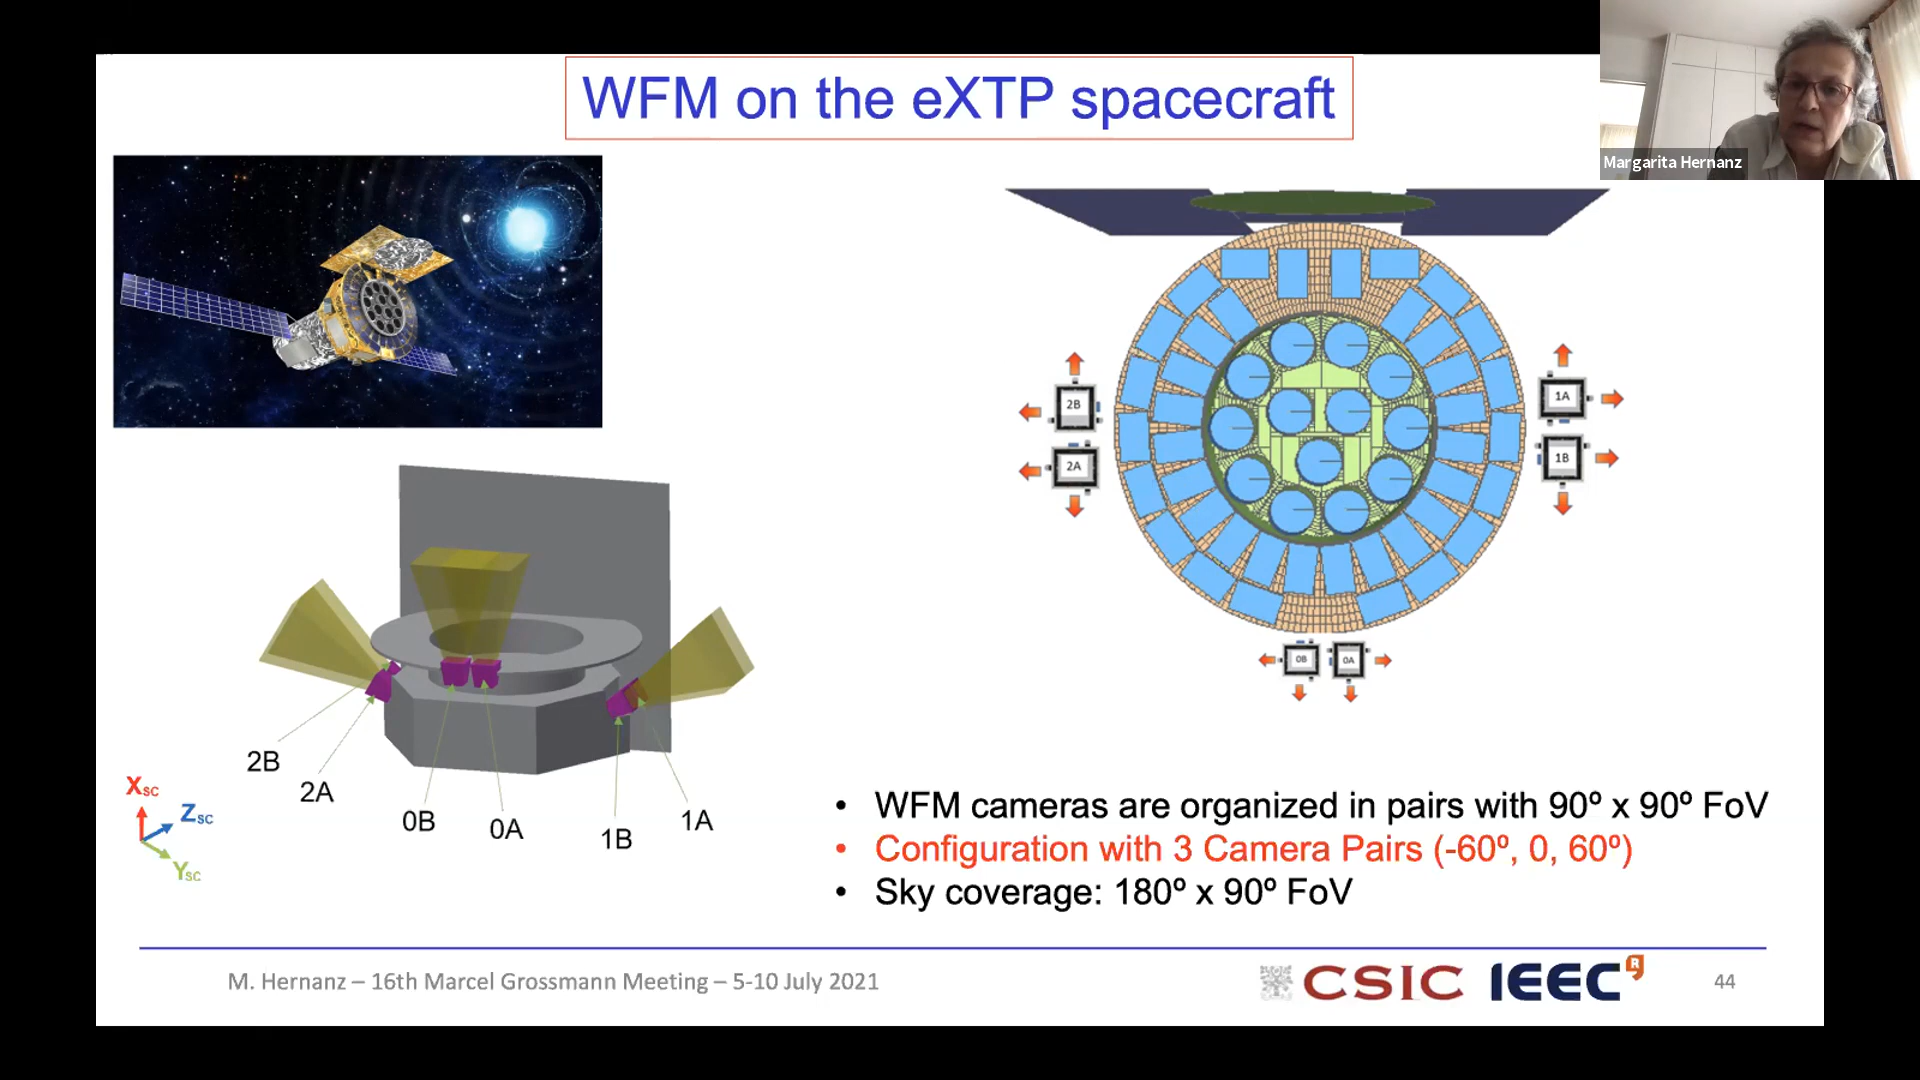 WFM on the eXTP spacecraft
Margarita Hernanz
2B
2A
1A
1B
0B
0A
2B
2A
0B
0A
1B
1A
XSC
ZSC
YSC
• WFM cameras are organized in pairs with 90º x 90º FoV
• Configuration with 3 Camera Pairs (-60º, 0, 60º)
• Sky coverage: 180º x 90º FoV
M. Hernanz – 16th Marcel Grossmann Meeting – 5-10 July 2021
CSIC IEEC R
44